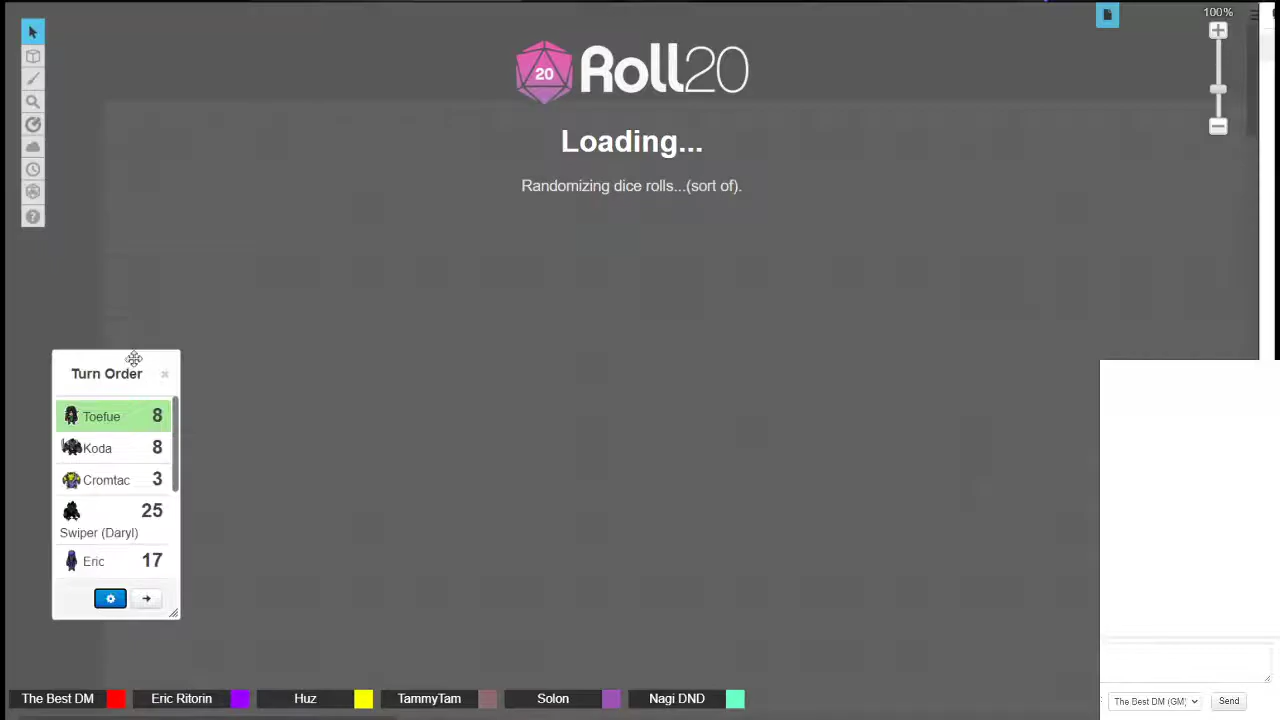 100%
20 Roll20
Loading...
Randomizing dice rolls...(sort of).
Turn Order ×
Toefue 8
Koda 8
Cromtac 3
25
Swiper (Daryl)
Eric 17
The Best DM
Eric Ritorin
Huz
TammyTam
Solon
Nagi DND
The Best DM (GM)
Send